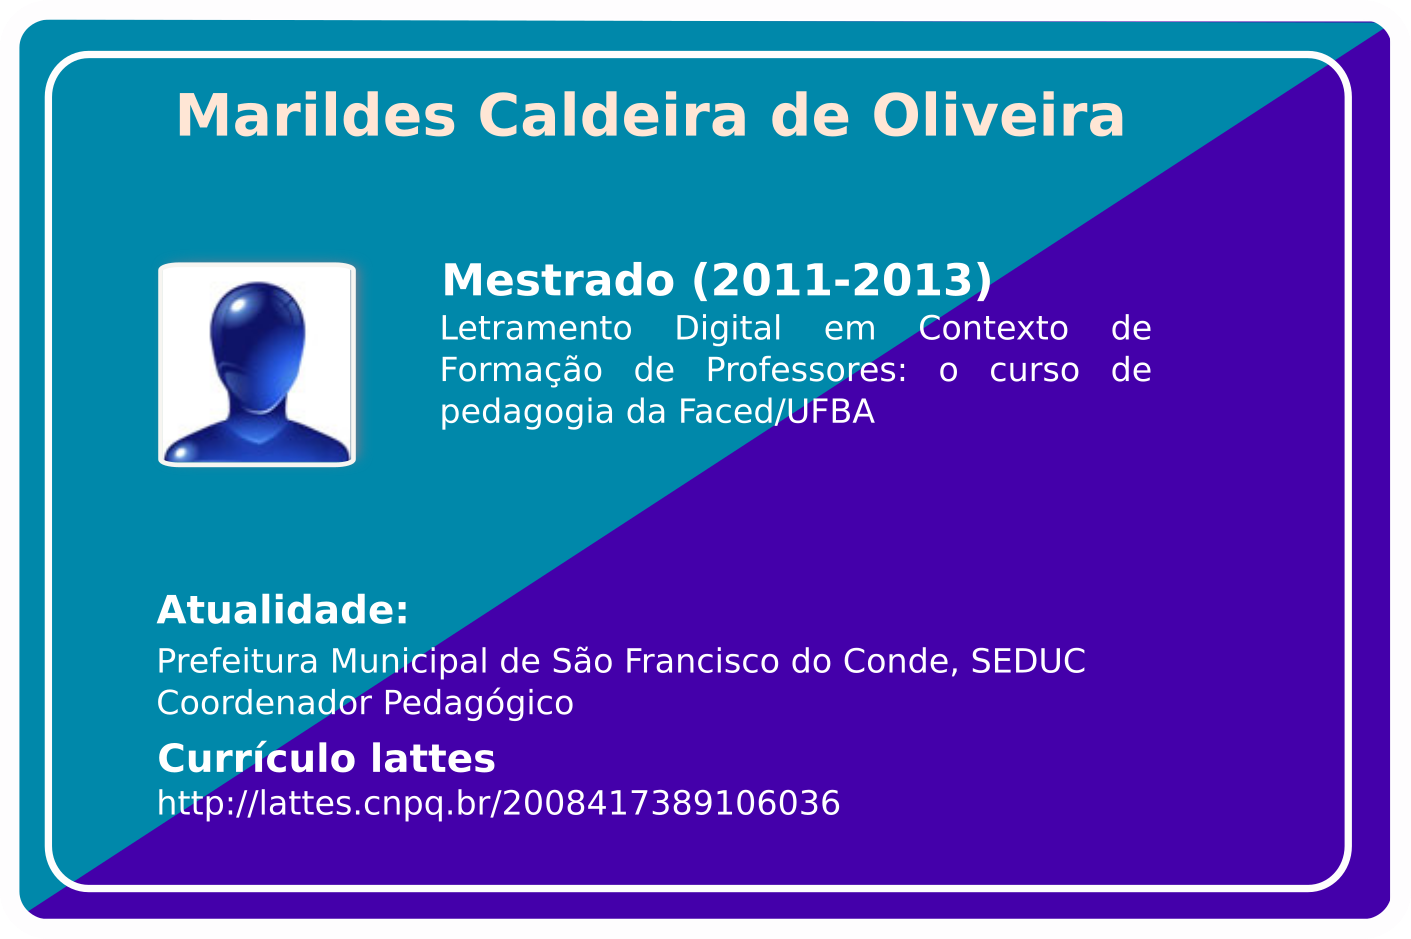 Marildes Caldeira de Oliveira
Mestrado (2011-2013)
Letramento Digital em Contexto de
Formação de Professores: o curso de
pedagogia da Faced/UFBA
Atualidade:
Prefeitura Municipal de São Francisco do Conde, SEDUC
Coordenador Pedagógico
Currículo lattes
http://lattes.cnpq.br/2008417389106036